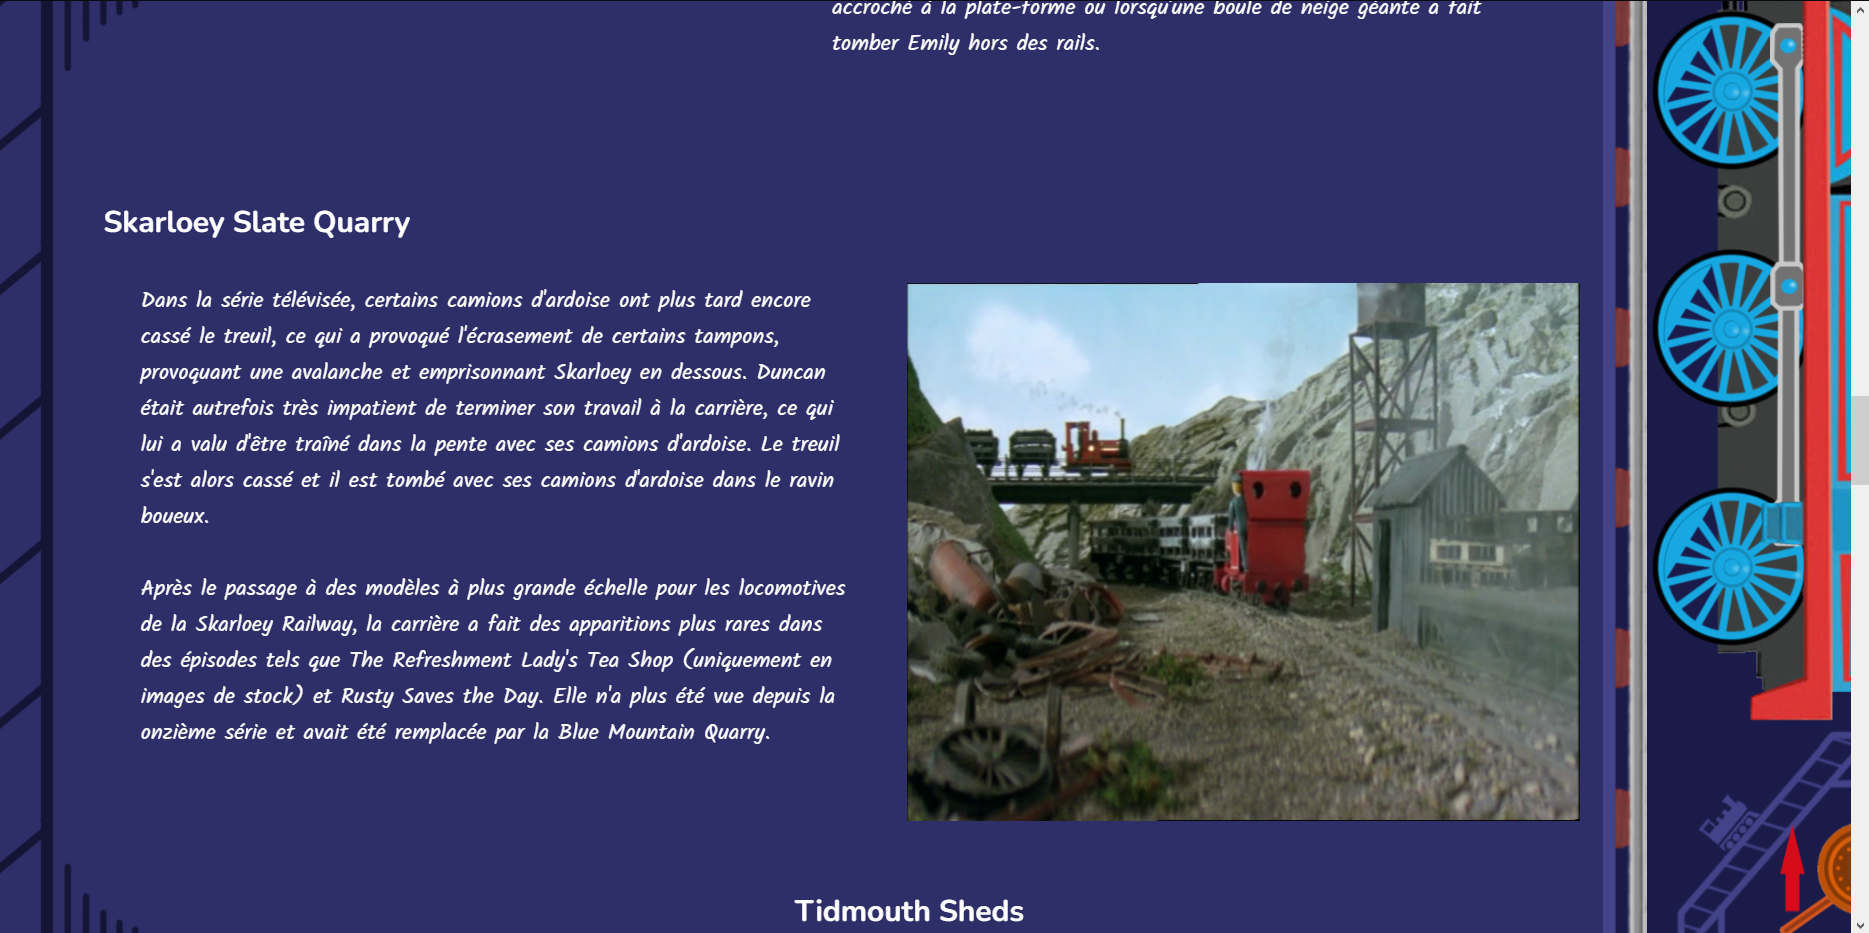 accroché à la plate-forme ou lorsqu'une boule de neige géante a fait
tomber Emily hors des rails.
Skarloey Slate Quarry
Dans la série télévisée, certains camions d'ardoise ont plus tard encore
cassé le treuil, ce qui a provoqué l'écrasement de certains tampons,
provoquant une avalanche et emprisonnant Skarloey en dessous. Duncan
était autrefois très impatient de terminer son travail à la carrière, ce qui
lui a valu d'être traîné dans la pente avec ses camions d'ardoise. Le treuil
s'est alors cassé et il est tombé avec ses camions d'ardoise dans le ravin
boueux.
Après le passage à des modèles à plus grande échelle pour les locomotives
de la Skarloey Railway, la carrière a fait des apparitions plus rares dans
des épisodes tels que The Refreshment Lady's Tea Shop (uniquement en
images de stock) et Rusty Saves the Day. Elle n'a plus été vue depuis la
onzième série et avait été remplacée par la Blue Mountain Quarry.
Tidmouth Sheds